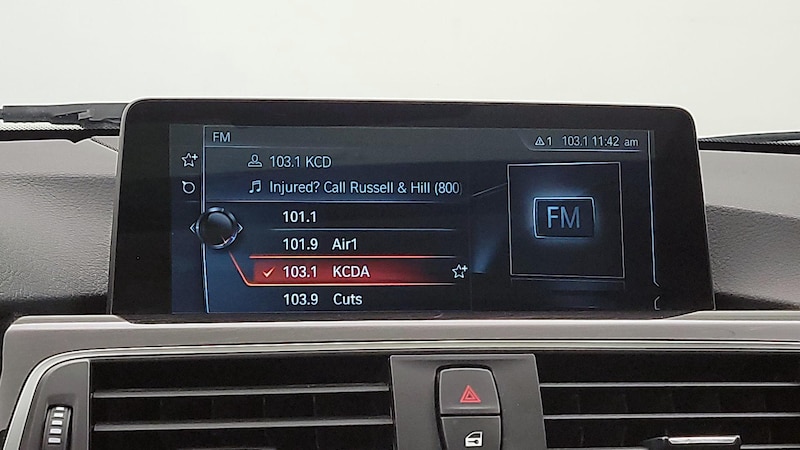 FM
1 103.1 11:42 am
103.1 KCD
Injured? Call Russell & Hill (800)
101.1
101.9 Air1
103.1 KCDA
103.9 Cuts
FM